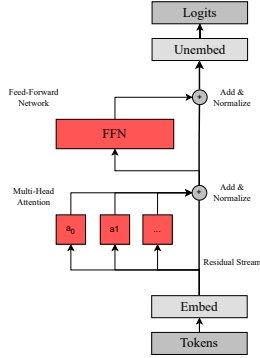 Logits
Unembed
Feed-Forward
Network
Add &
Normalize
+
FFN
Multi-Head
Attention
Add &
Normalize
+
a0
a1
...
Residual Stream
Embed
Tokens